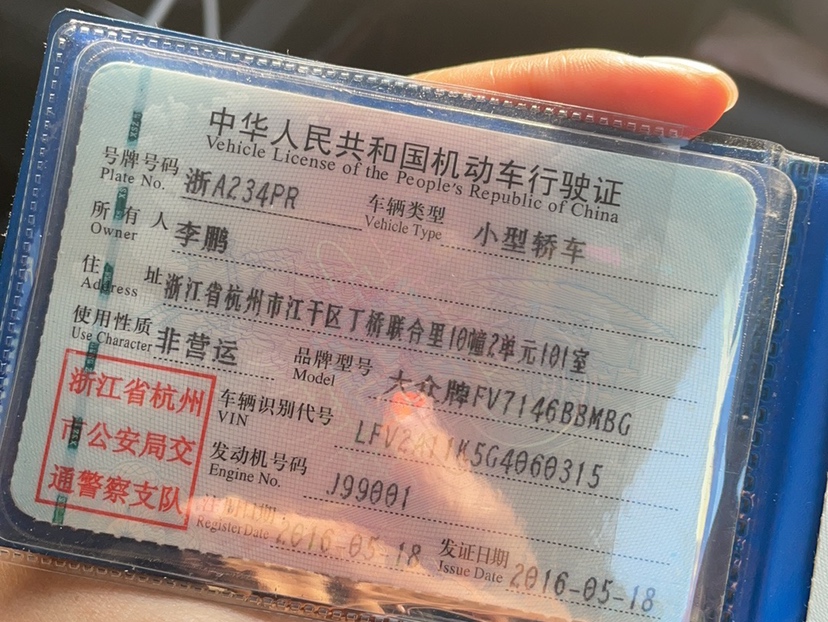 中华人民共和国机动车行驶证
Vehicle License of the People's Republic of China
号牌号码 浙A234PR 车辆类型 小型轿车
Plate No. Vehicle Type
所有人 李鹏
Owner
住址 浙江省杭州市江干区丁桥联合里10幢2单元101室
Address
使用性质 非营运 品牌型号 大众牌FV7146BBMBG
Use Character Model
浙江省杭州
市公安局交
通警察支队
车辆识别代号 LFV2A11K5G4060315
VIN
发动机号码 J99001
Engine No.
注册日期 2016-05-18 发证日期 2016-05-18
Register Date Issue Date